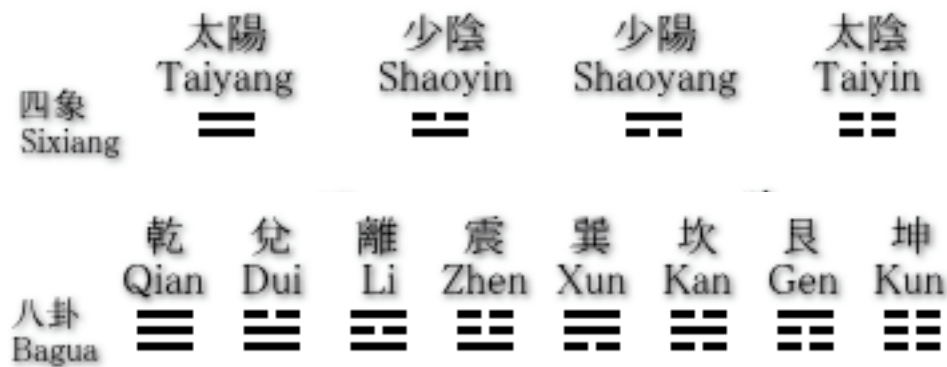 太陽 少陰 少陽 太陰
Taiyang Shaoyin Shaoyang Taiyin
四象
Sixiang
乾 兌 離 震 巽 坎 艮 坤
Qian Dui Li Zhen Xun Kan Gen Kun
八卦
Bagua